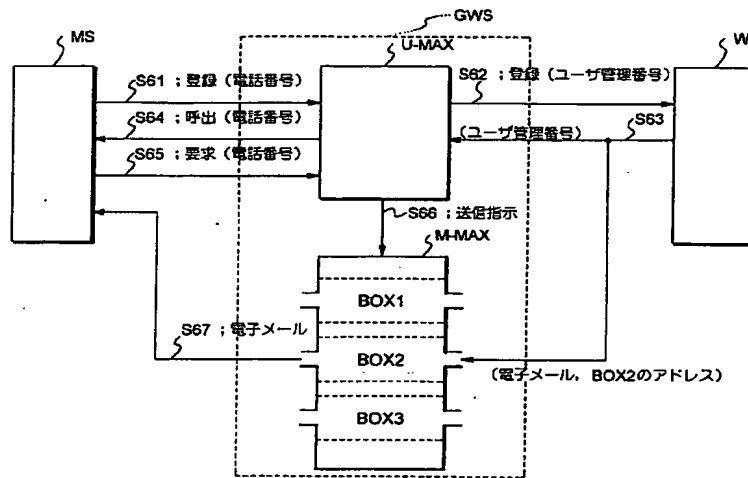 GWS
MS
U-MAX
W
S61 ; 登録 (電話番号)
S62 ; 登録 (ユーザ管理番号)
S64 ; 呼出 (電話番号)
(ユーザ管理番号)
S63
S65 ; 要求 (電話番号)
S66 ; 送信指示
M-MAX
BOX1
S67 ; 電子メール
BOX2
(電子メール, BOX2のアドレス)
BOX3